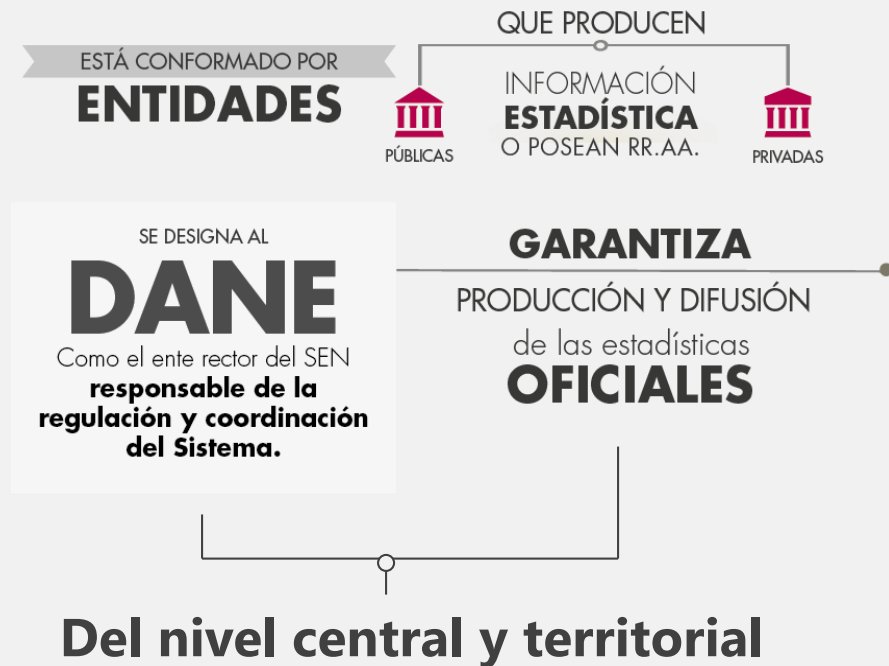 ESTÁ CONFORMADO POR
ENTIDADES
QUE PRODUCEN
INFORMACIÓN
ESTADÍSTICA
O POSEAN RR.AA.
PÚBLICAS
PRIVADAS
SE DESIGNA AL
DANE
Como el ente rector del SEN
responsable de la
regulación y coordinación
del Sistema.
GARANTIZA
PRODUCCIÓN Y DIFUSIÓN
de las estadísticas
OFICIALES
Del nivel central y territorial